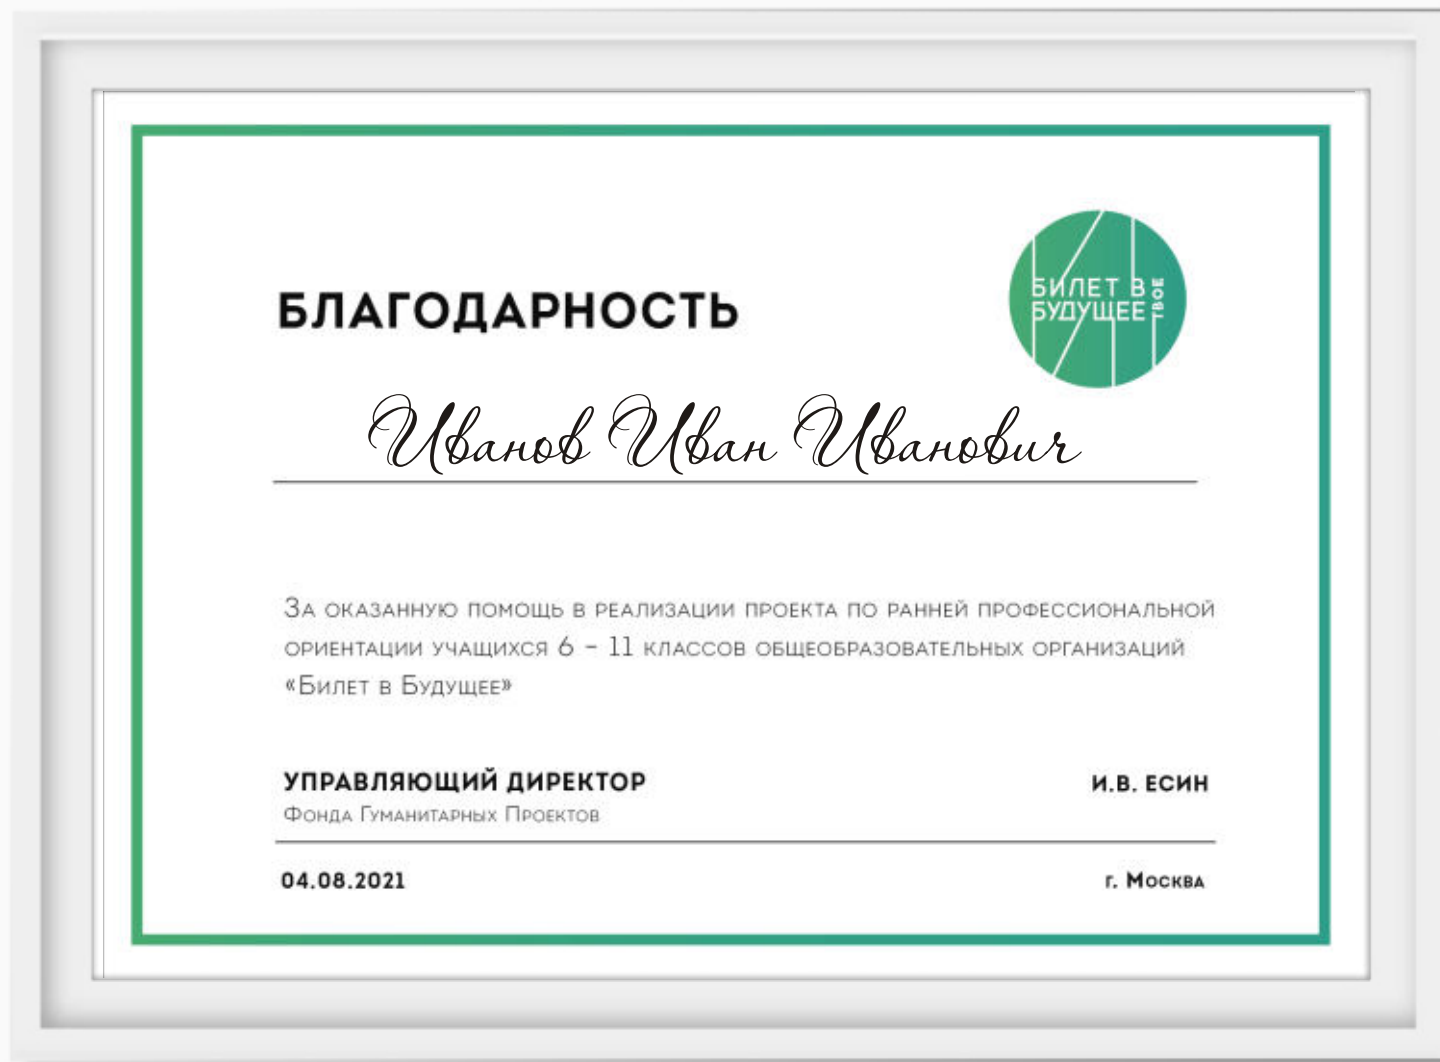 БИЛЕТ В
БУДУЩЕЕ
ТВОЕ
БЛАГОДАРНОСТЬ
Иванов Иван Иванович
За оказанную помощь в реализации проекта по ранней профессиональной
ориентации учащихся 6 – 11 классов общеобразовательных организаций
«Билет в Будущее»
УПРАВЛЯЮЩИЙ ДИРЕКТОР
И.В. ЕСИН
Фонда Гуманитарных Проектов
04.08.2021
г. Москва